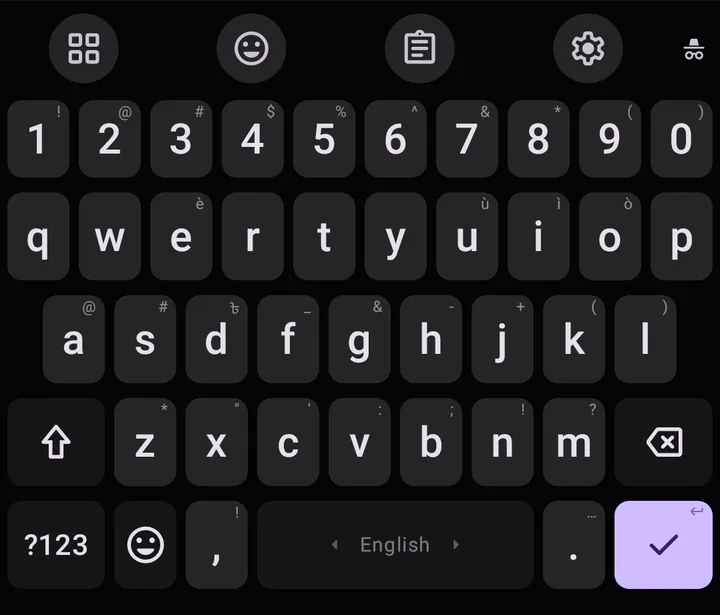 1 ! 2 @ 3 # 4 $ 5 % 6 ^ 7 & 8 * 9 ( 0 )
q w e è r t y u ù i ì o ò p
a @ s # d f _ g & h - j + k ( l )
z * x " c ' v : b ; n ! m ?
?123 , ! English . …